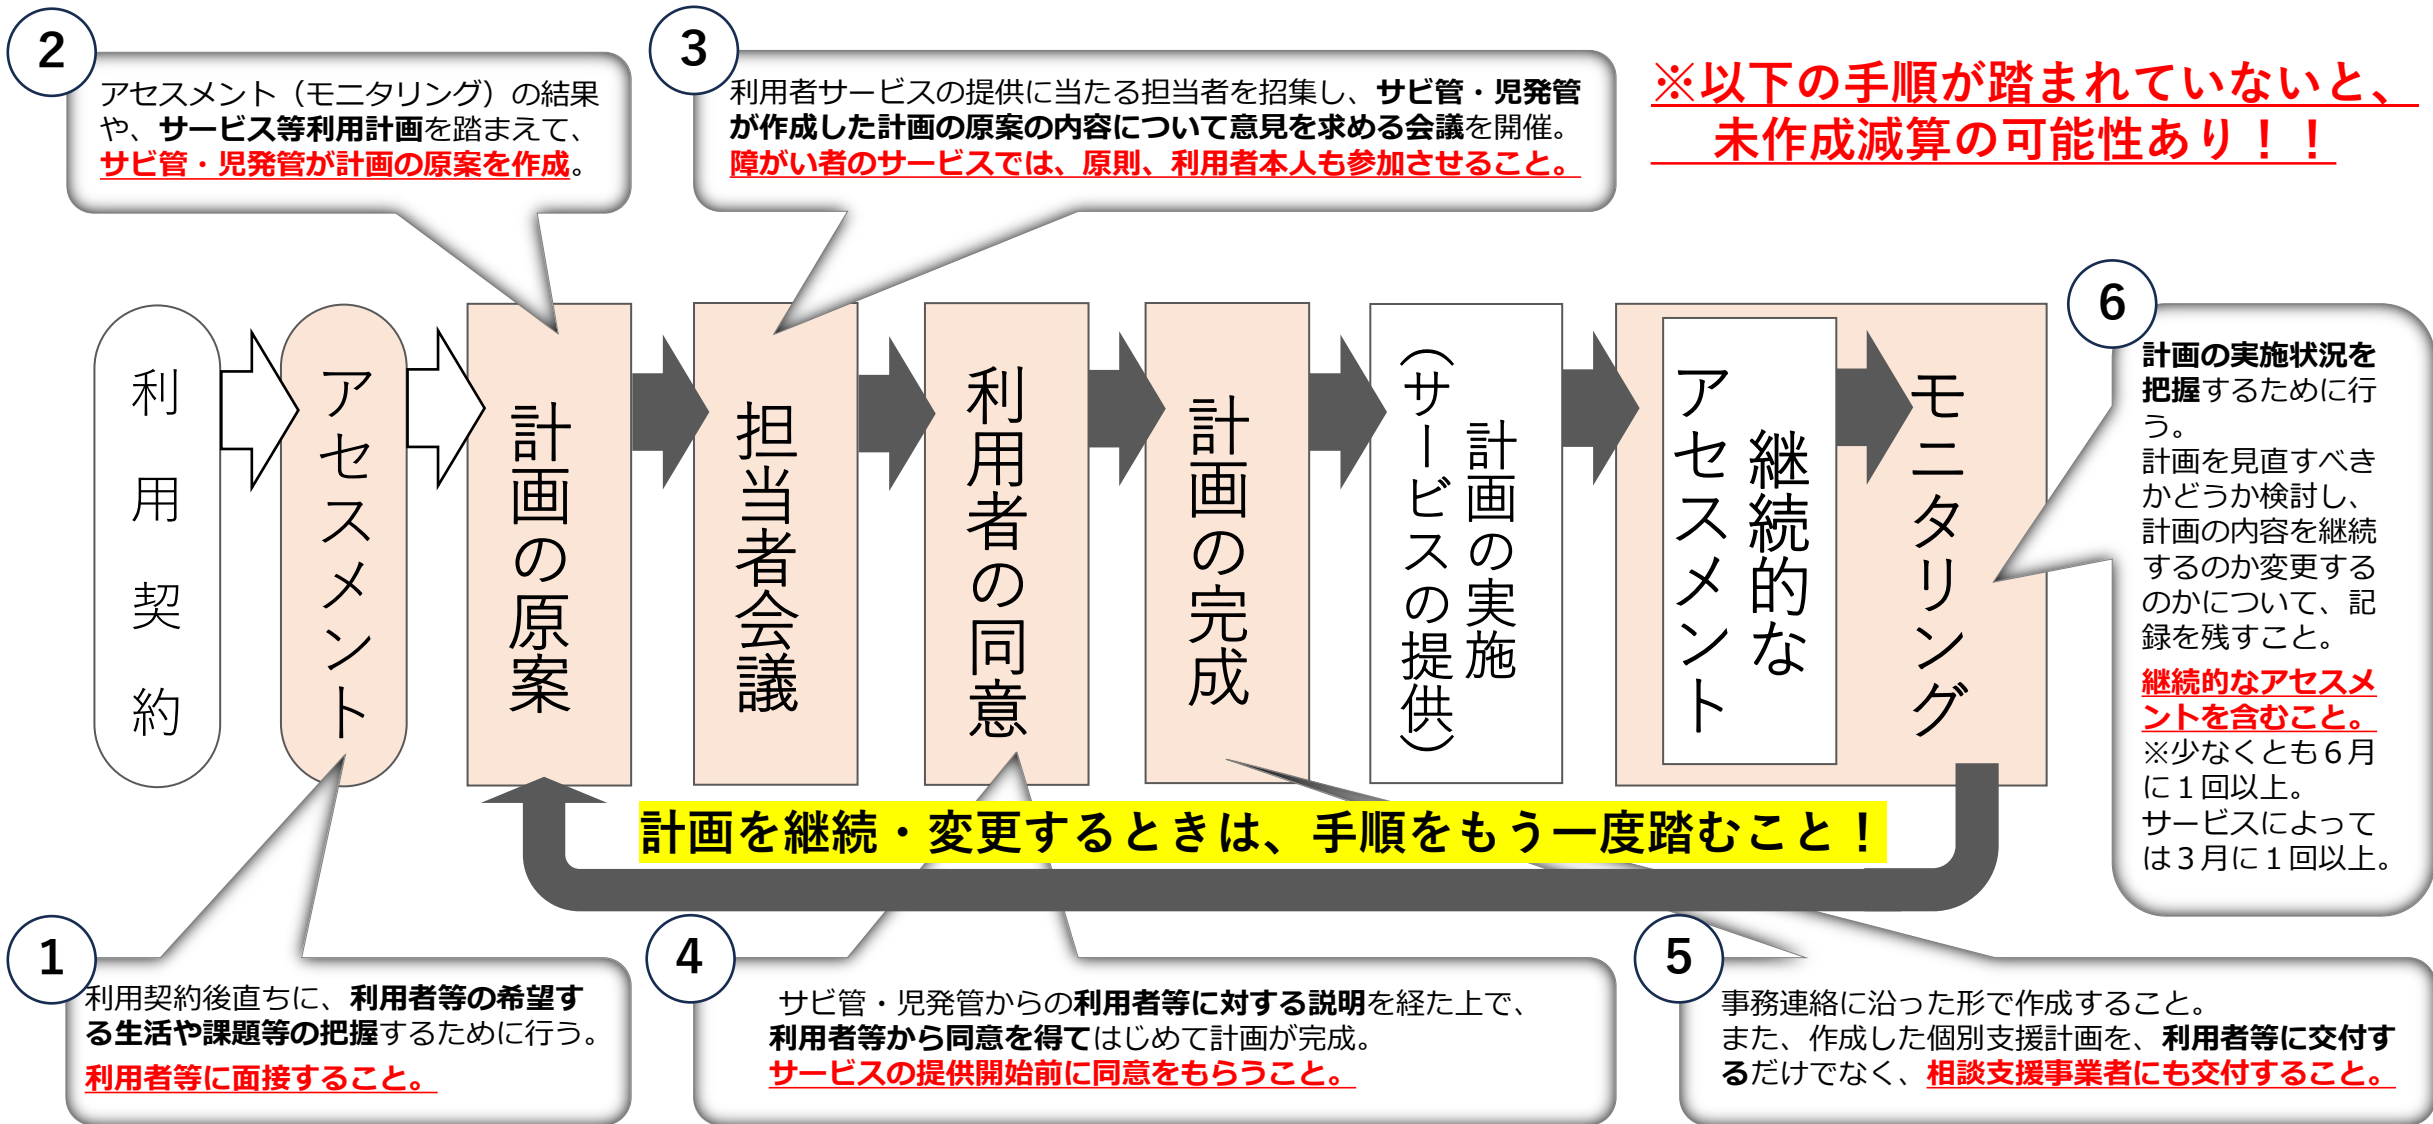 2
アセスメント（モニタリング）の結果
や、サービス等利用計画を踏まえて、
サビ管・児発管が計画の原案を作成。
3
利用者サービスの提供に当たる担当者を招集し、サビ管・児発管
が作成した計画の原案の内容について意見を求める会議を開催。
障がい者のサービスでは、原則、利用者本人も参加させること。
※以下の手順が踏まれていないと、
未作成減算の可能性あり！！
利用契約
アセスメント
計画の原案
担当者会議
利用者の同意
計画の完成
計画の実施
（サービスの提供）
継続的な
アセスメント
モニタリング
6
計画の実施状況を
把握するために行
う。
計画を見直すべき
かどうか検討し、
計画の内容を継続
するのか変更する
のかについて、記
録を残すこと。
継続的なアセスメ
ントを含むこと。
※少なくとも６月
に１回以上。
サービスによって
は３月に１回以上。
計画を継続・変更するときは、手順をもう一度踏むこと！
1
利用契約後直ちに、利用者等の希望す
る生活や課題等の把握するために行う。
利用者等に面接すること。
4
サビ管・児発管からの利用者等に対する説明を経た上で、
利用者等から同意を得てはじめて計画が完成。
サービスの提供開始前に同意をもらうこと。
5
事務連絡に沿った形で作成すること。
また、作成した個別支援計画を、利用者等に交付す
るだけでなく、相談支援事業者にも交付すること。